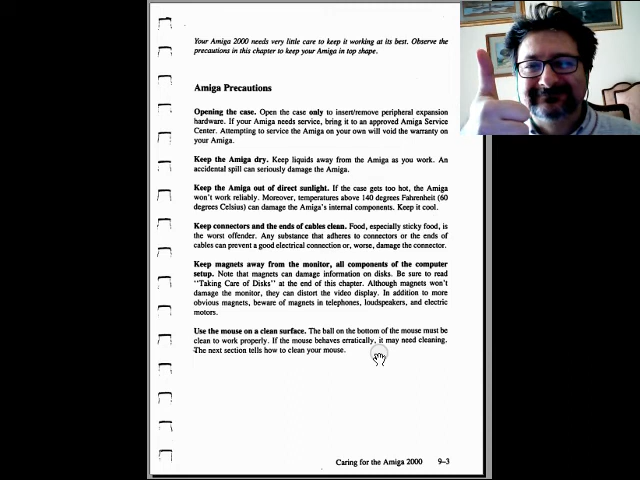 Your Amiga 2000 needs very little care to keep it working at its best. Observe the
precautions in this chapter to keep your Amiga in top shape.
Amiga Precautions
Opening the case. Open the case only to insert/remove peripheral expansion
hardware. If your Amiga needs service, bring it to an approved Amiga Service
Center. Attempting to service the Amiga on your own will void the warranty on
your Amiga.
Keep the Amiga dry. Keep liquids away from the Amiga as you work. An
accidental spill can seriously damage the Amiga.
Keep the Amiga out of direct sunlight. If the case gets too hot, the Amiga
won't work reliably. Moreover, temperatures above 140 degrees Fahrenheit (60
degrees Celsius) can damage the Amiga's internal components. Keep it cool.
Keep connectors and the ends of cables clean. Food, especially sticky food, is
the worst offender. Any substance that adheres to connectors or the ends of
cables can prevent a good electrical connection or, worse, damage the connector.
Keep magnets away from the monitor, all components of the computer
setup. Note that magnets can damage information on disks. Be sure to read
"Taking Care of Disks" at the end of this chapter. Although magnets won't
damage the monitor, they can distort the video display. In addition to more
obvious magnets, beware of magnets in telephones, loudspeakers, and electric
motors.
Use the mouse on a clean surface. The ball on the bottom of the mouse must be
clean to work properly. If the mouse behaves erratically, it may need cleaning.
The next section tells how to clean your mouse.
Caring for the Amiga 2000 9-3